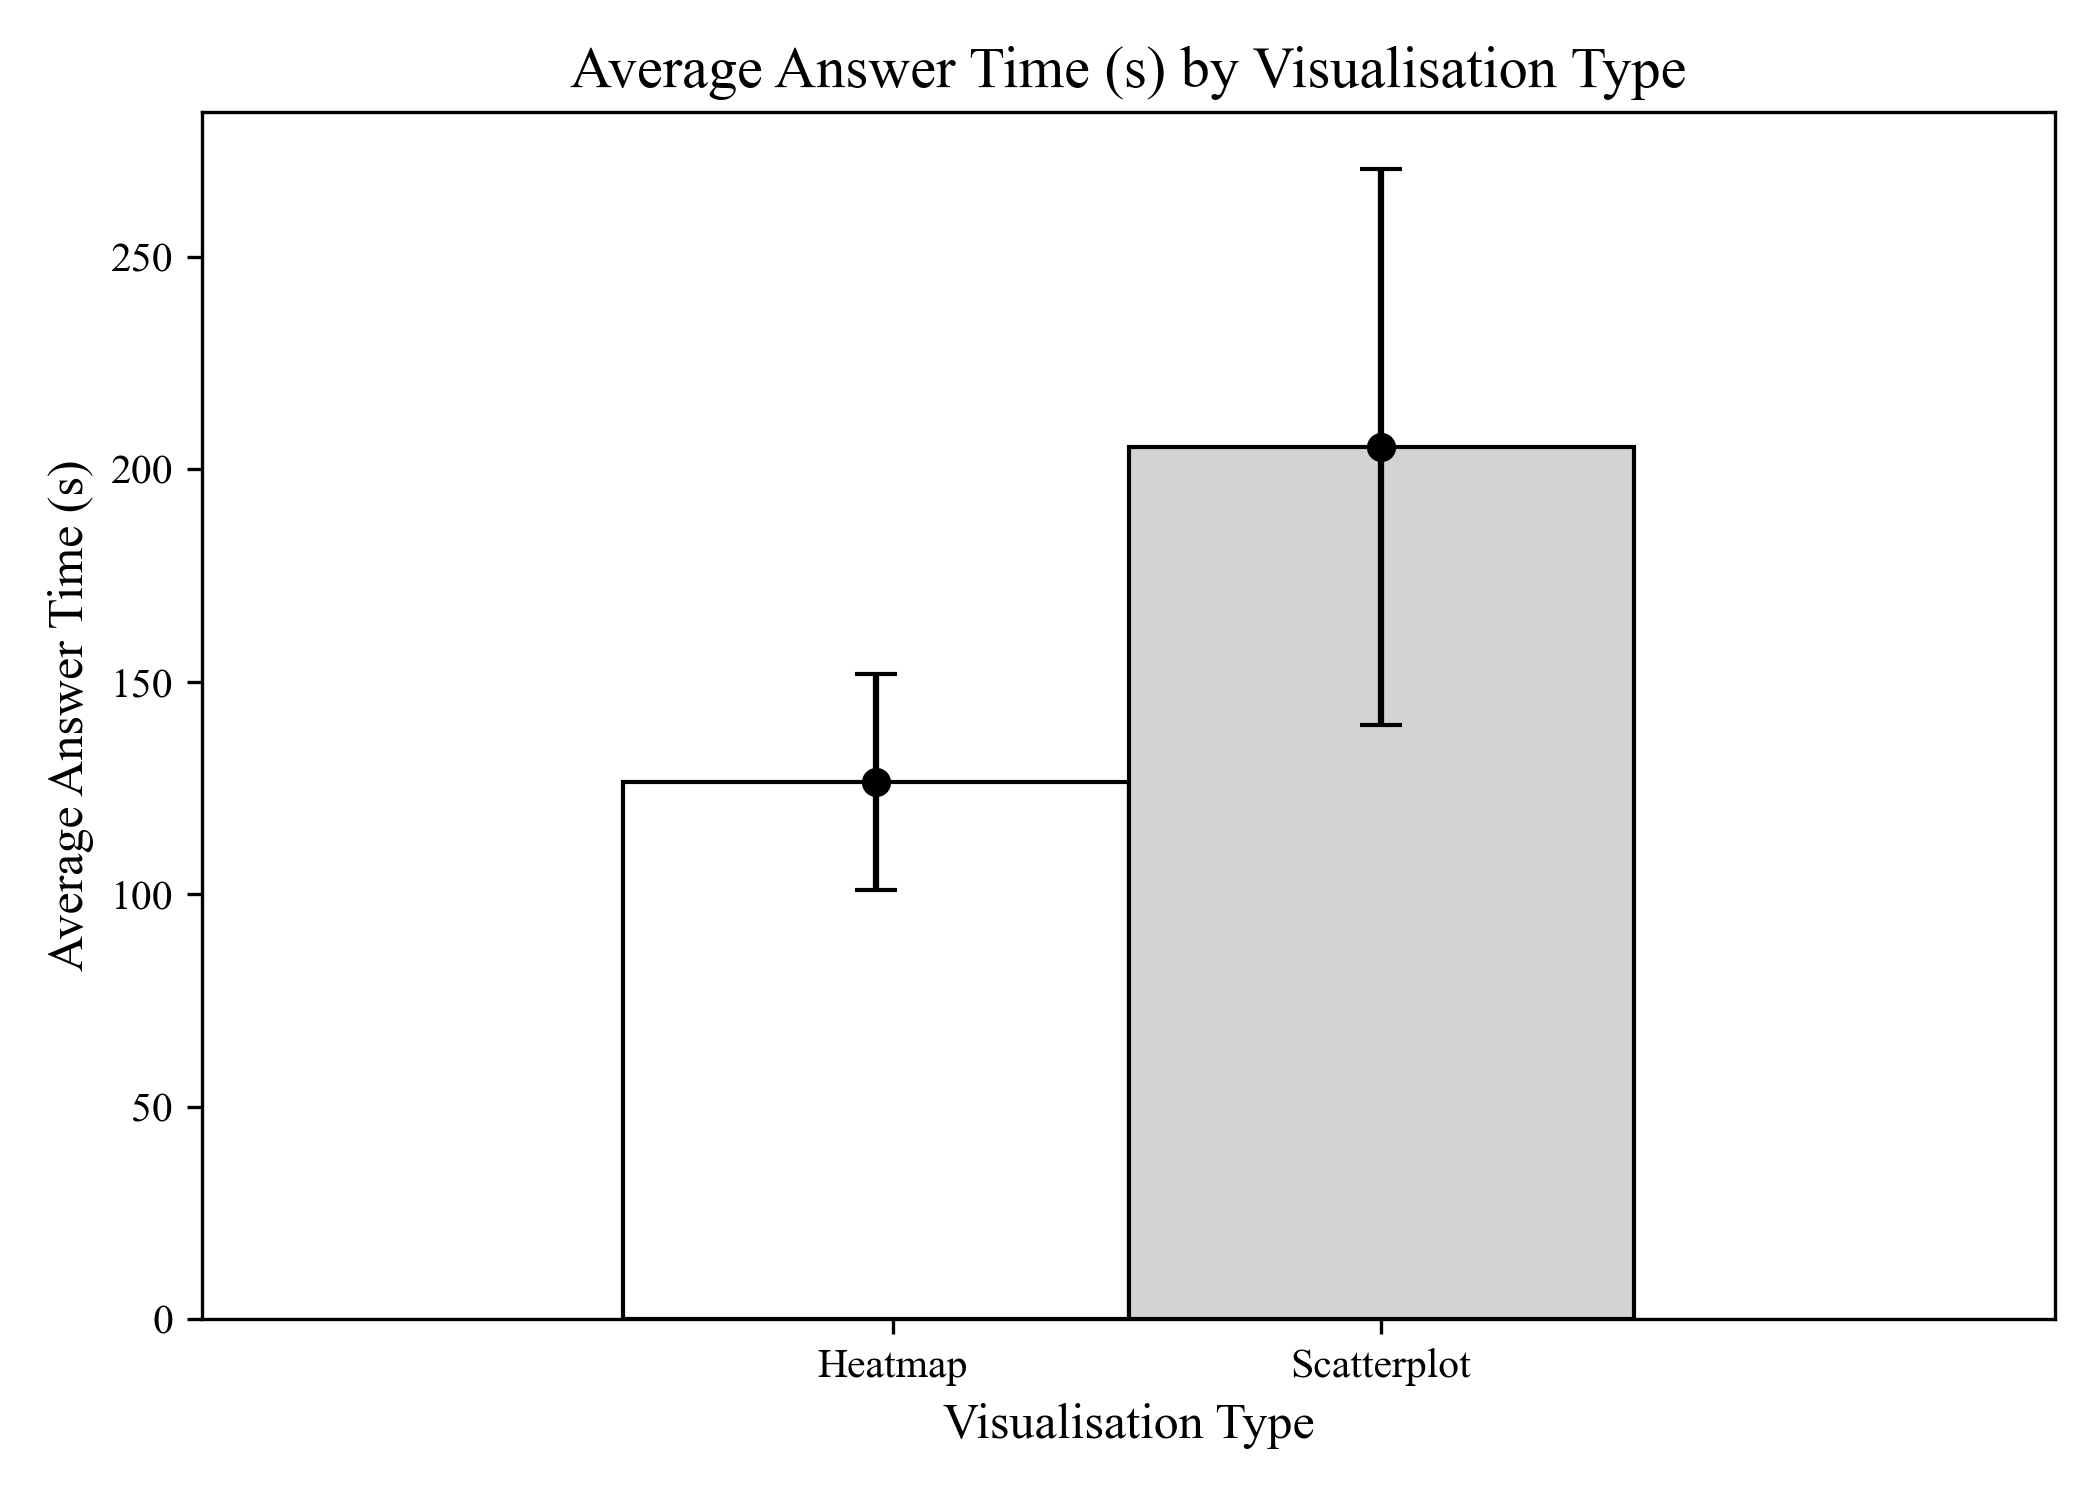 Average Answer Time (s) by Visualisation Type
Average Answer Time (s)
250
200
150
100
50
0
Heatmap Scatterplot
Visualisation Type